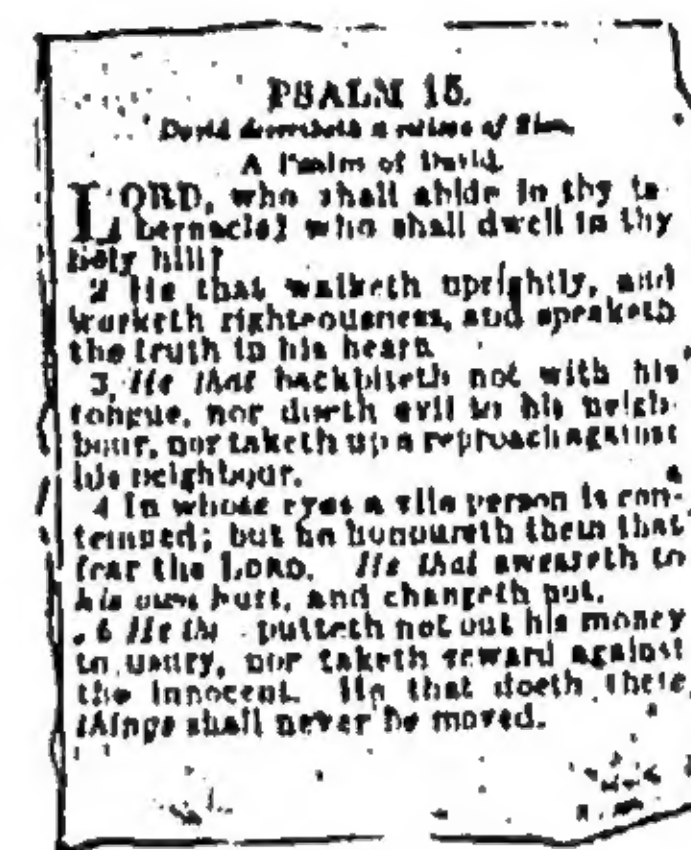 PSALM 15.
David describeth a citizen of Sion.
A Psalm of David.
LORD, who shall abide in thy ta-
bernacle? who shall dwell in thy
holy hill?
2 He that walketh uprightly, and
worketh righteousness, and speaketh
the truth in his heart.
3 He that backbiteth not with his
tongue, nor doeth evil to his neigh-
bour, nor taketh up a reproach against
his neighbour.
4 In whose eyes a vile person is con-
temned; but he honoureth them that
fear the LORD. He that sweareth to
his own hurt, and changeth not.
5 He th putteth not out his money
to usury, nor taketh reward against
the innocent. He that doeth these
things shall never be moved.